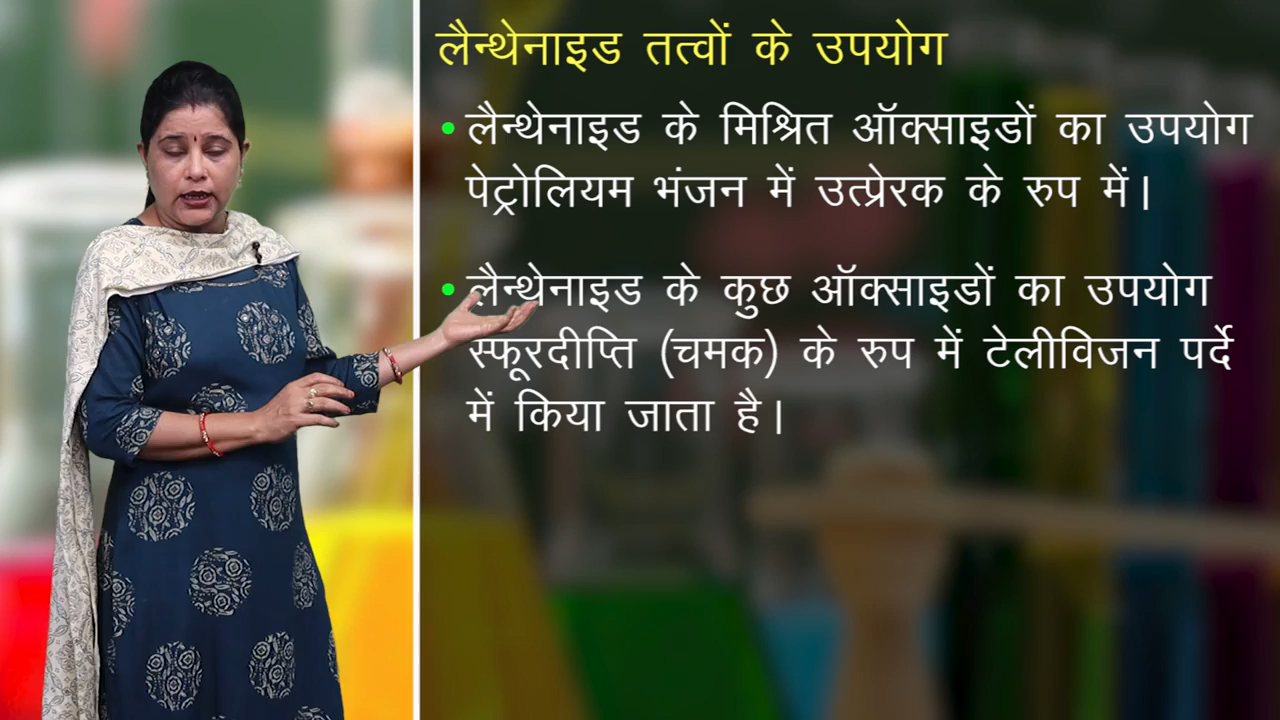 लैन्थेनाइड तत्वों के उपयोग
• लैन्थेनाइड के मिश्रित ऑक्साइडों का उपयोग
पेट्रोलियम भंजन में उत्प्रेरक के रुप में।
• लैन्थेनाइड के कुछ ऑक्साइडों का उपयोग
स्फूरदीप्ति (चमक) के रुप में टेलीविजन पर्दे
में किया जाता है।